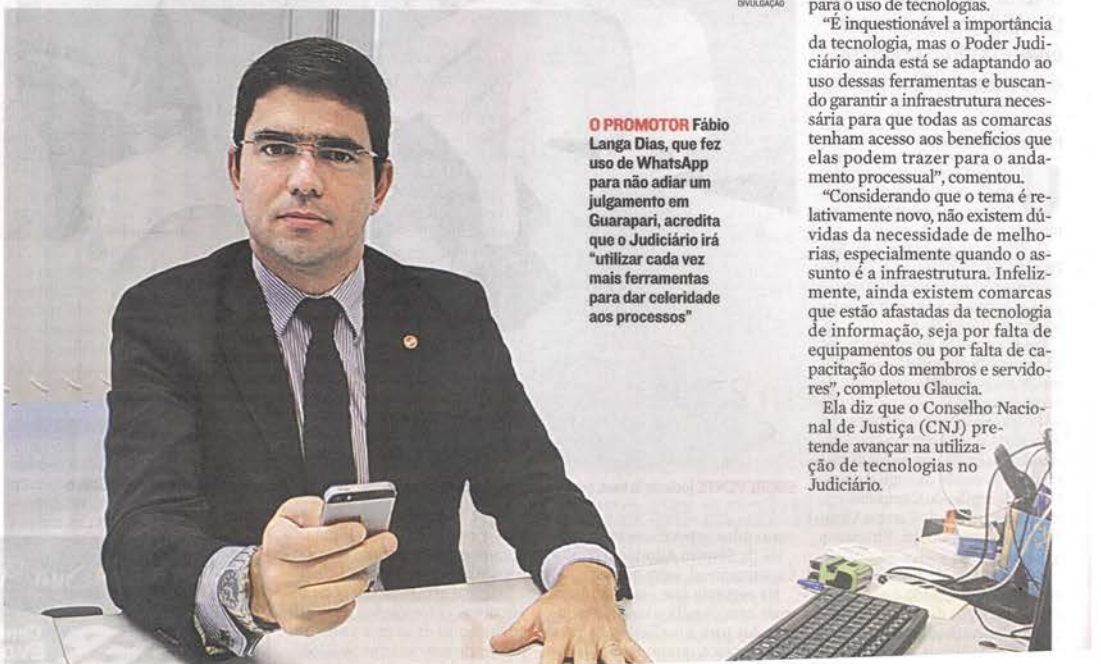 DIVULGAÇÃO
O PROMOTOR Fábio
Langa Dias, que fez
uso de WhatsApp
para não adiar um
julgamento em
Guarapari, acredita
que o Judiciário irá
“utilizar cada vez
mais ferramentas
para dar celeridade
aos processos”
para o uso de tecnologias.
“É inquestionável a importância
da tecnologia, mas o Poder Judi-
ciário ainda está se adaptando ao
uso dessas ferramentas e buscan-
do garantir a infraestrutura neces-
sária para que todas as comarcas
tenham acesso aos benefícios que
elas podem trazer para o anda-
mento processual”, comentou.
“Considerando que o tema é re-
lativamente novo, não existem dú-
vidas da necessidade de melho-
rias, especialmente quando o as-
sunto é a infraestrutura. Infeliz-
mente, ainda existem comarcas
que estão afastadas da tecnologia
de informação, seja por falta de
equipamentos ou por falta de ca-
pacitação dos membros e servido-
res”, completou Glaucia.
Ela diz que o Conselho Nacio-
nal de Justiça (CNJ) pre-
tende avançar na utiliza-
ção de tecnologias no
Judiciário.